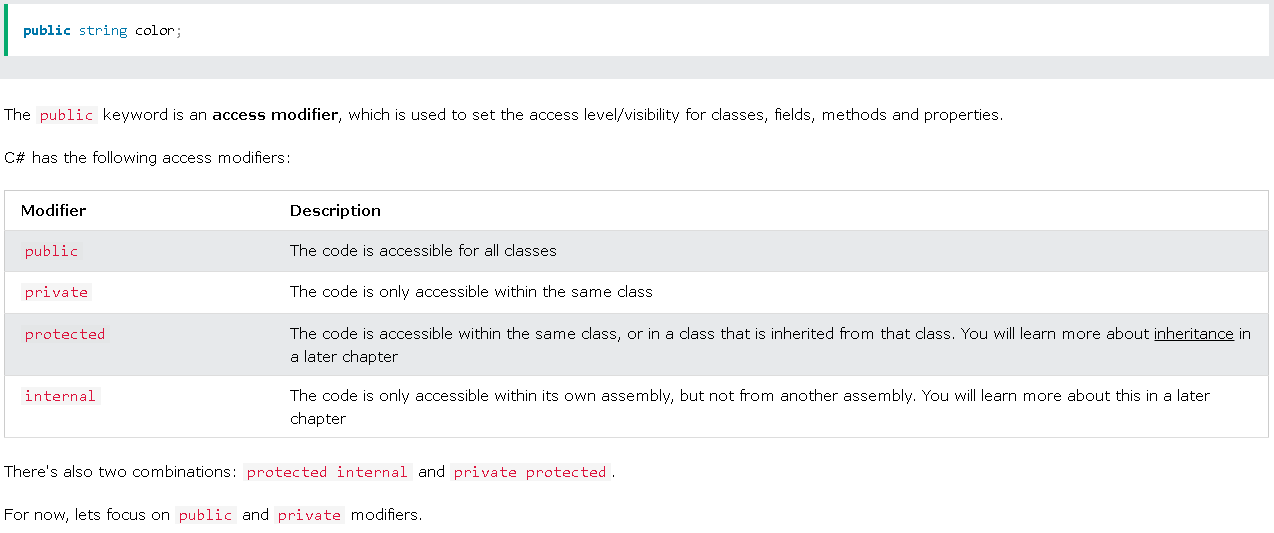 public string color;
The public keyword is an access modifier, which is used to set the access level/visibility for classes, fields, methods and properties.
C# has the following access modifiers:
Modifier Description
public The code is accessible for all classes
private The code is only accessible within the same class
protected The code is accessible within the same class, or in a class that is inherited from that class. You will learn more about inheritance in
a later chapter
internal The code is only accessible within its own assembly, but not from another assembly. You will learn more about this in a later
chapter
There's also two combinations: protected internal and private protected.
For now, lets focus on public and private modifiers.